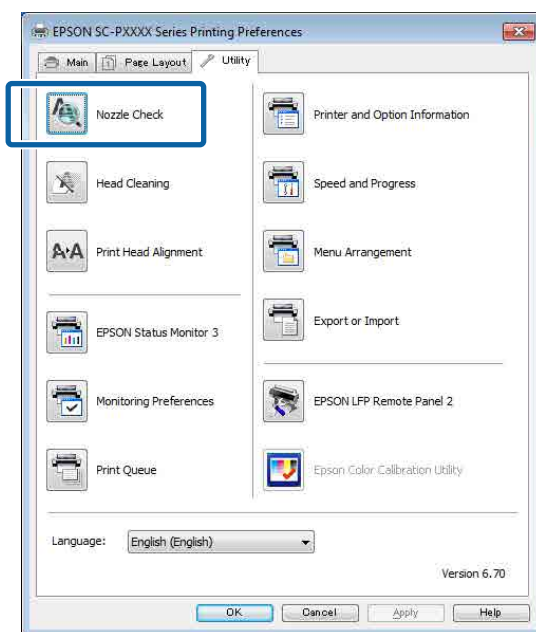 EPSON SC-PXXXX Series Printing Preferences
Main
Page Layout
Utility
Nozzle Check
Printer and Option Information
Head Cleaning
Speed and Progress
A·A
Print Head Alignment
Menu Arrangement
EPSON Status Monitor 3
Export or Import
Monitoring Preferences
EPSON LFP Remote Panel 2
Print Queue
Epson Color Calibration Utility
Language:
English (English)
Version 6.70
OK
Cancel
Apply
Help